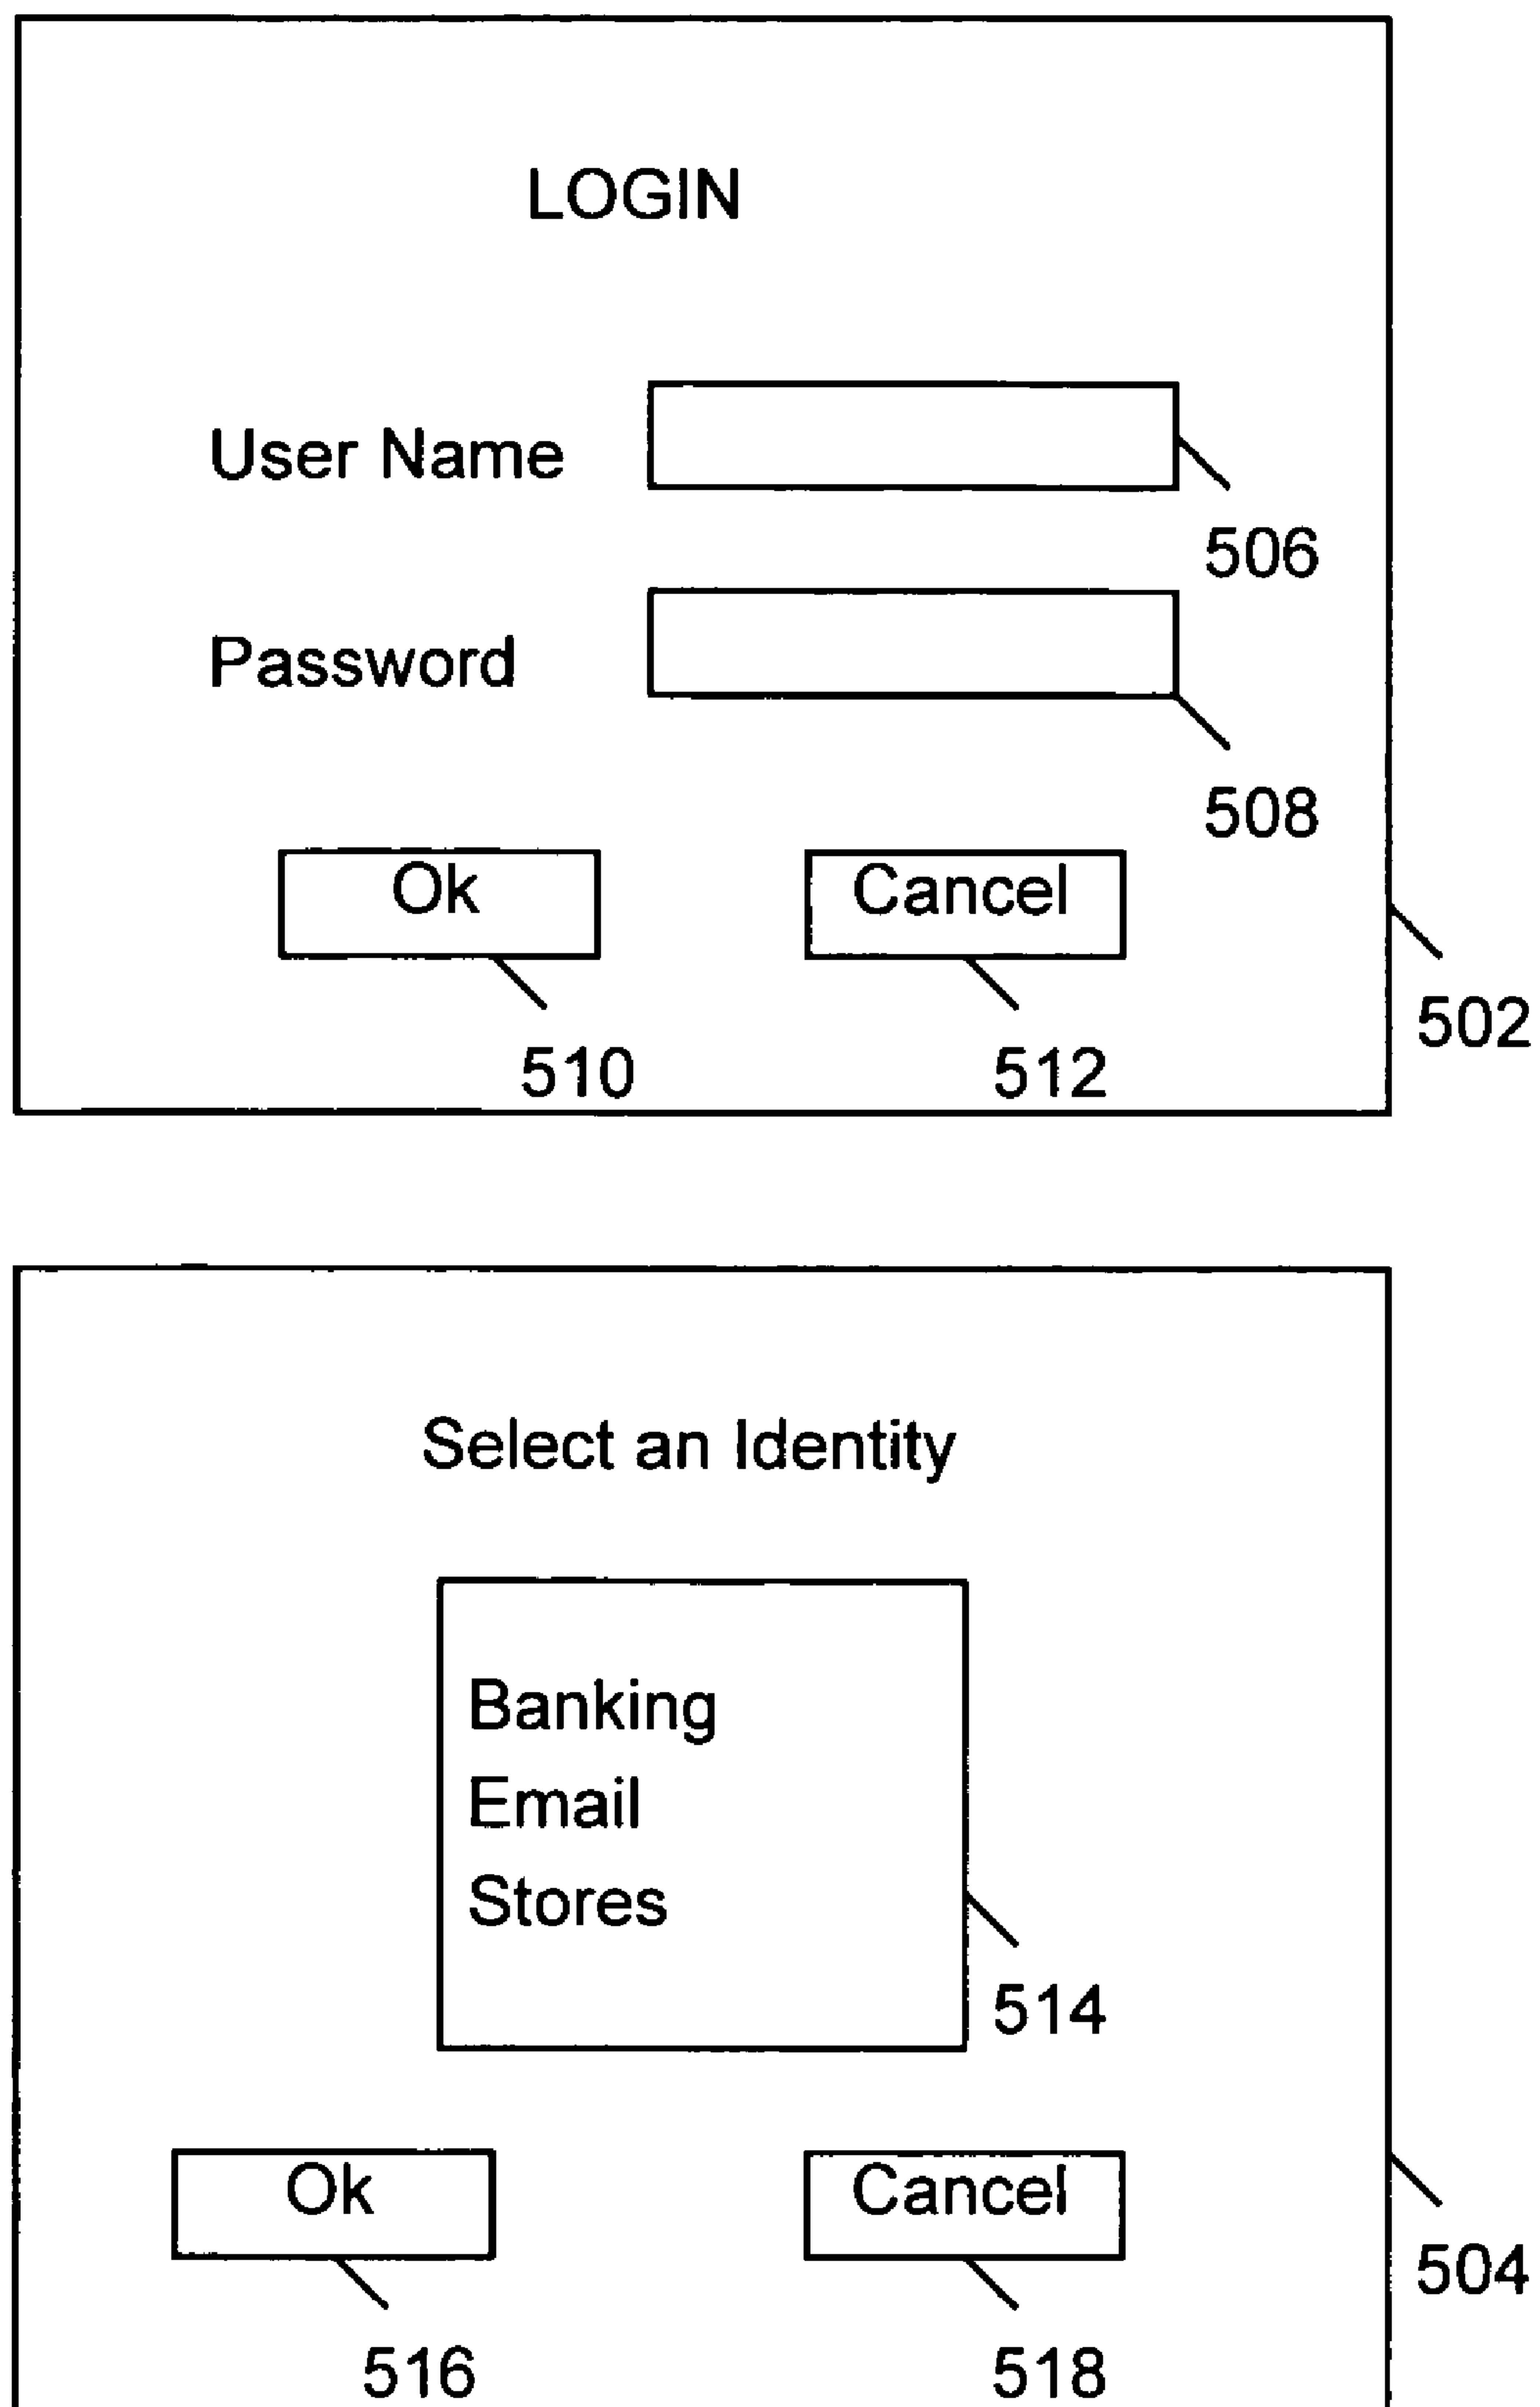 LOGIN
User Name
506
Password
508
Ok
Cancel
502
510
512
Select an Identity
Banking
Email
Stores
514
Ok
Cancel
504
516
518